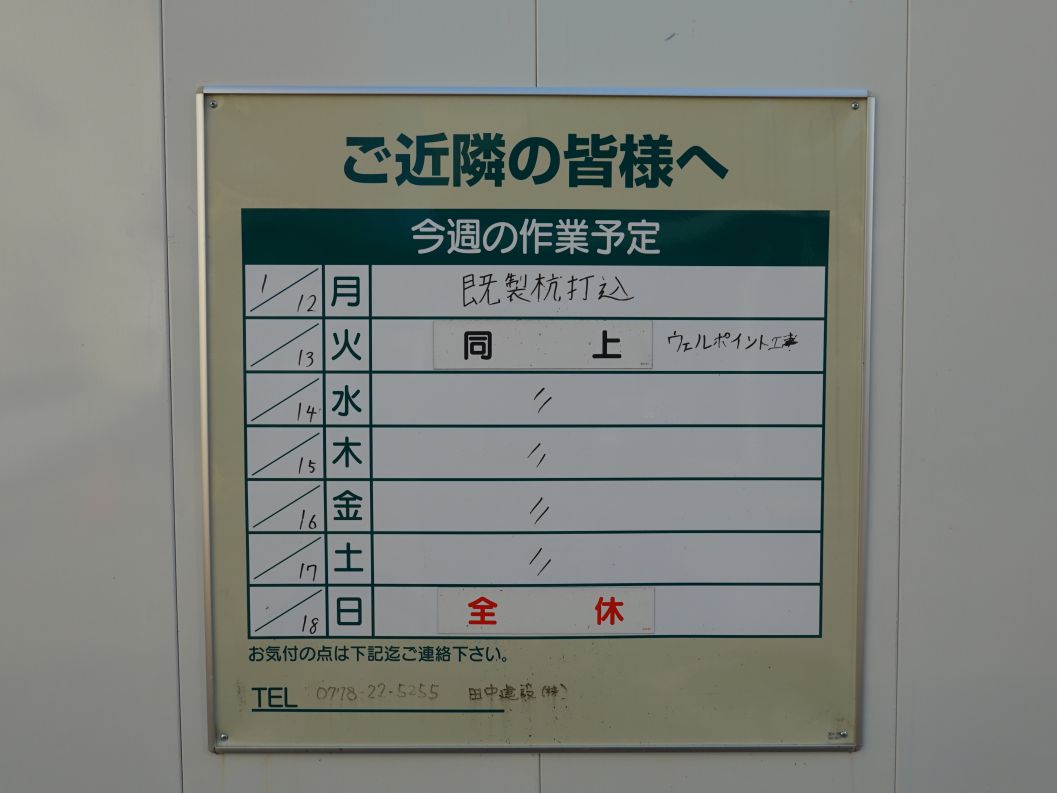 ご近隣の皆様へ
今週の作業予定
1/12 月 既製杭打込
/13 火 同 上 ウェルポイント工事
/14 水 〃
/15 木 〃
/16 金 〃
/17 土 〃
/18 日 全 休
お気付の点は下記迄ご連絡下さい。
TEL 0778-22-5255 田中建設(株)